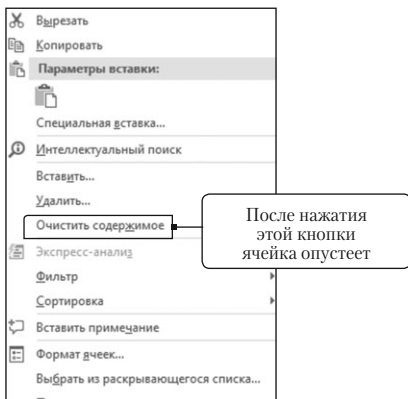 Вырезать
Копировать
Параметры вставки:
Специальная вставка...
Интеллектуальный поиск
Вставить...
Удалить...
Очистить содержимое
После нажатия
этой кнопки
ячейка опустеет
Экспресс-анализ
Фильтр
Сортировка
Вставить примечание
Формат ячеек...
Выбрать из раскрывающегося списка...